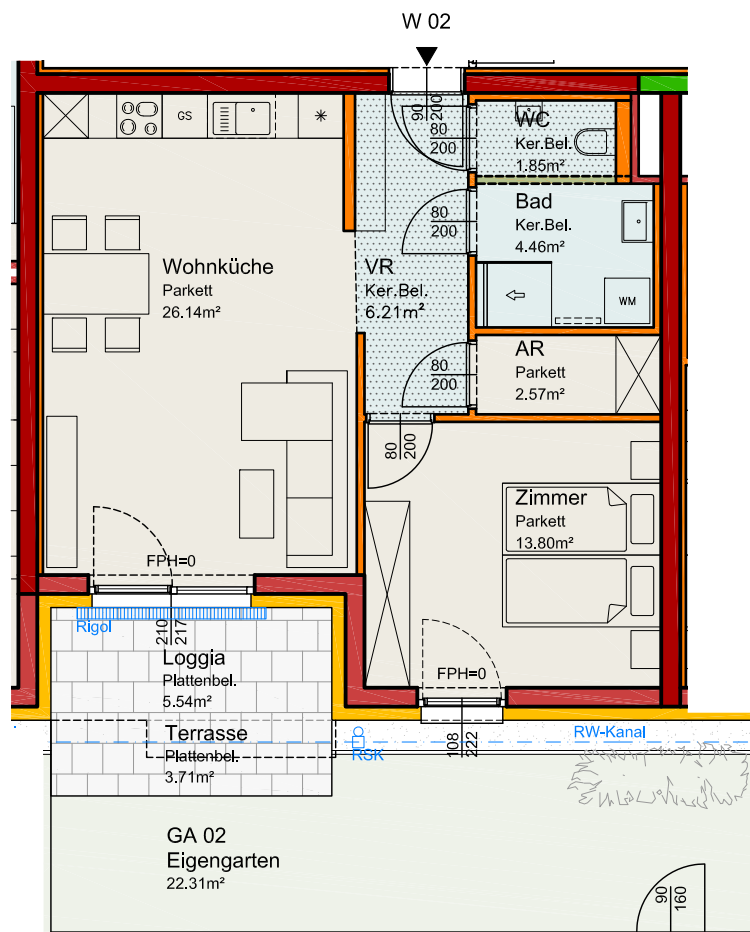 W 02
90
200
GS
80
200
WC
Ker.Bel.
1.85m²
80
200
Bad
Ker.Bel.
4.46m²
WM
Wohnküche
Parkett
26.14m²
VR
Ker.Bel.
6.21m²
80
200
AR
Parkett
2.57m²
80
200
Zimmer
Parkett
13.80m²
FPH=0
FPH=0
Rigol
210
217
Loggia
Plattenbel.
5.54m²
Terrasse
Plattenbel.
3.71m²
RSK
108
222
RW-Kanal
GA 02
Eigengarten
22.31m²
90
160